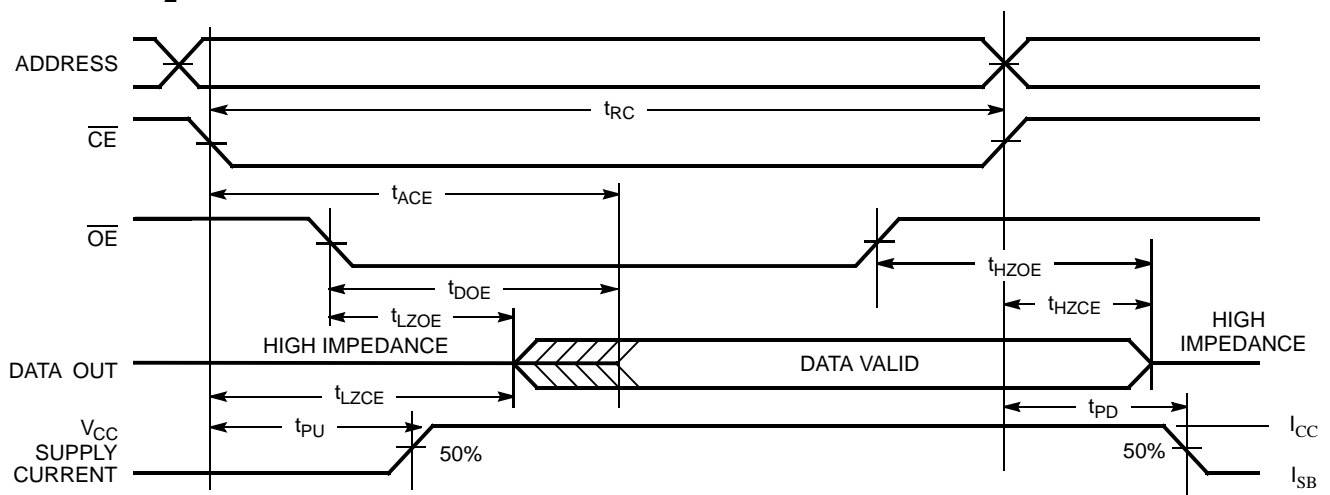 ADDRESS
tRC
CE
tACE
OE
tHZOE
tDOE
tHZCE
tLZOE
HIGH
IMPEDANCE
HIGH IMPEDANCE
DATA OUT
DATA VALID
tLZCE
tPD
VCC
SUPPLY
CURRENT
tPU
50%
50%
ICC
ISB